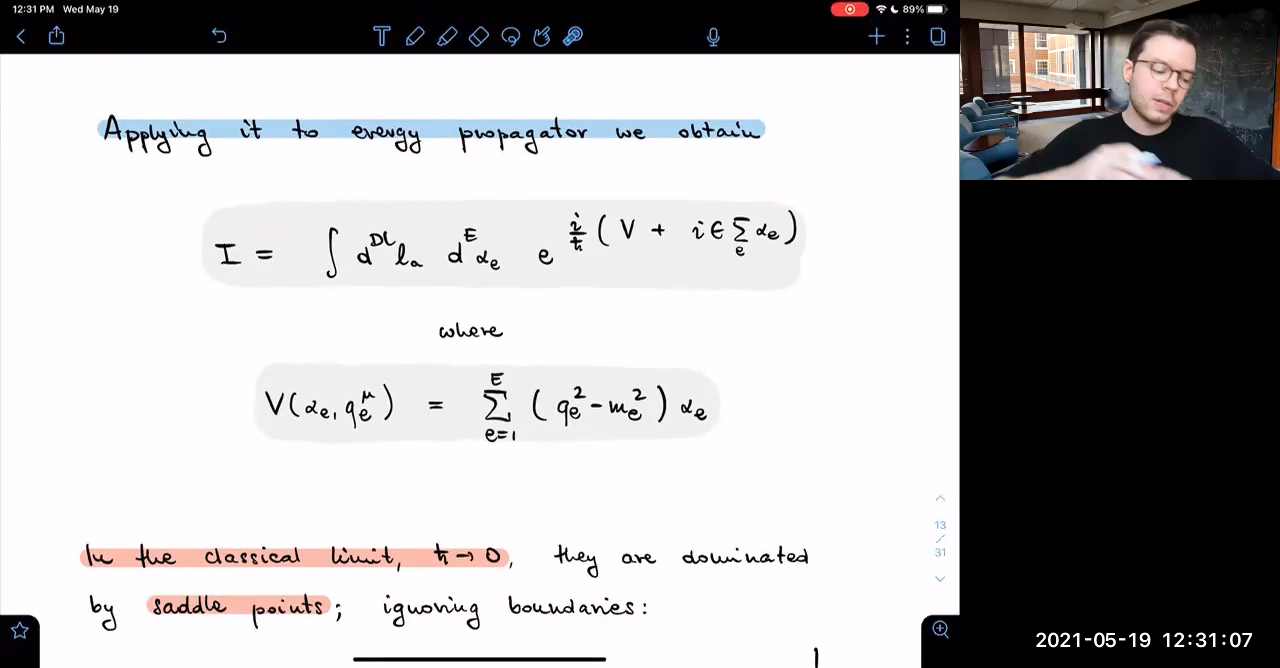 12:31 PM Wed May 19
89%
Applying it to every propagator we obtain
I = ∫ d^{DL} l_a d^E α_e e^{i/ħ (V + iε Σ_e α_e)}
where
V(α_e, q_e^μ) = Σ_{e=1}^{E} (q_e^2 - m_e^2) α_e
13
31
In the classical limit, ħ → 0, they are dominated
by saddle points; ignoring boundaries:
2021-05-19 12:31:07